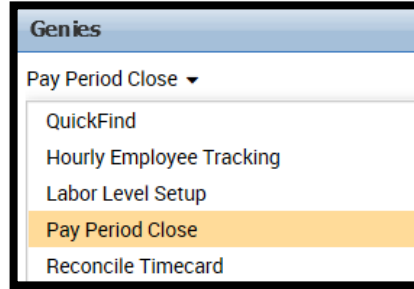 Genies
Pay Period Close
QuickFind
Hourly Employee Tracking
Labor Level Setup
Pay Period Close
Reconcile Timecard